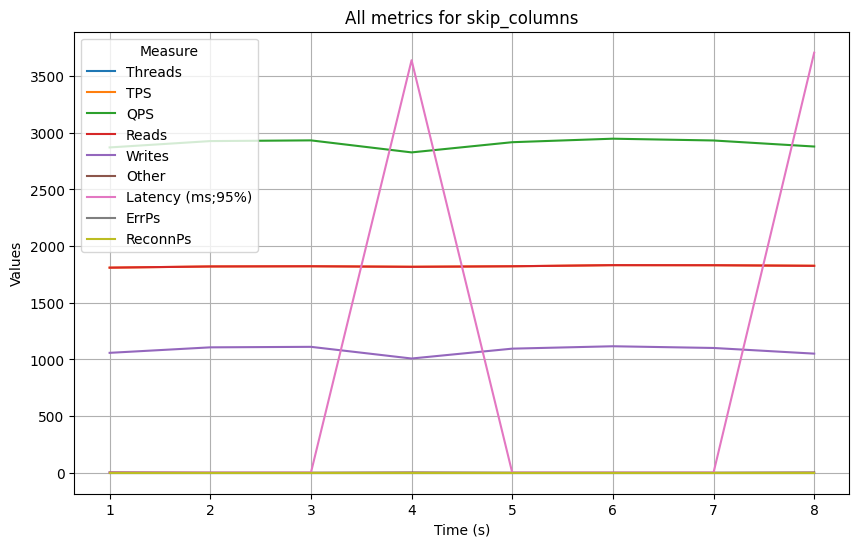 All metrics for skip_columns
Measure
Threads
TPS
QPS
Reads
Writes
Other
Latency (ms;95%)
ErrPs
ReconnPs
3500
3000
2500
2000
1500
1000
500
0
Values
1 2 3 4 5 6 7 8
Time (s)